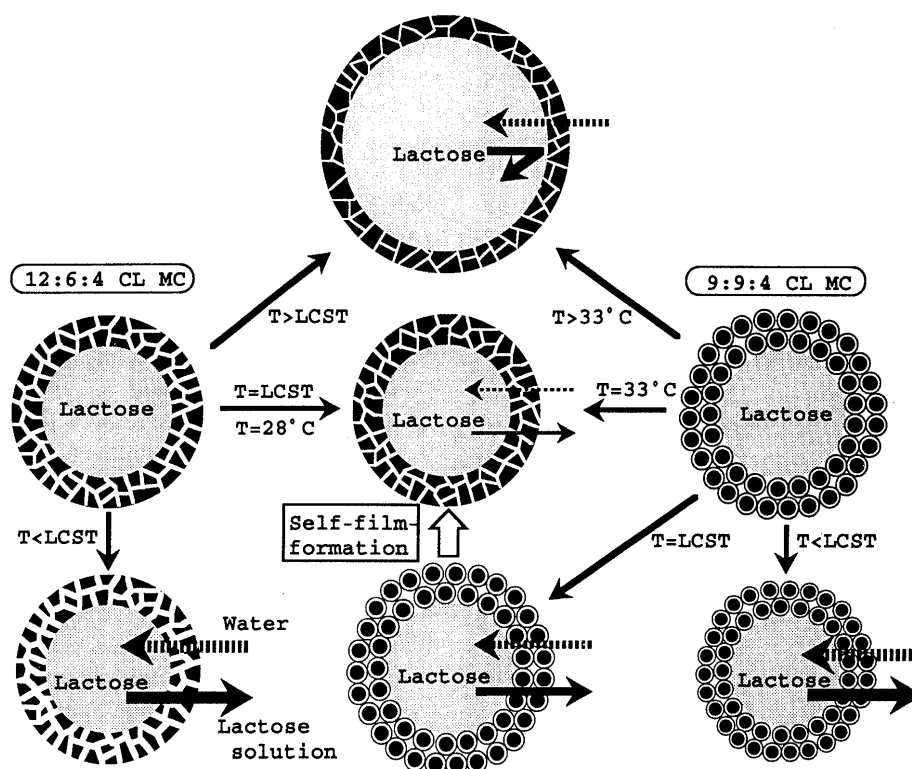 Lactose
12:6:4 CL MC
9:9:4 CL MC
T>LCST
T>33°C
Lactose
T=LCST
T=28°C
Lactose
T=33°C
Lactose
T<LCST
Self-film-
formation
T=LCST
T<LCST
Water
Lactose
Lactose
Lactose
Lactose
solution